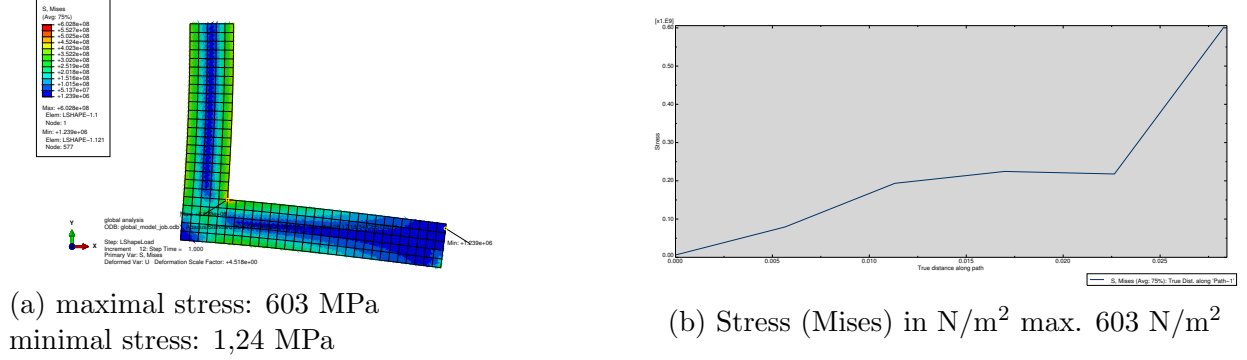 S, Mises
(Avg: 75%)
+6.028e+08
+5.527e+08
+5.025e+08
+4.524e+08
+4.023e+08
+3.522e+08
+3.020e+08
+2.519e+08
+2.018e+08
+1.516e+08
+1.015e+08
+5.137e+07
+1.239e+06
Max: +6.028e+08
Elem: LSHAPE-1.1
Node: 1
Min: +1.239e+06
Elem: LSHAPE-1.121
Node: 577
Min: +1.239e+06
Y
X
global analysis
ODB: global_model_job.odb
Step: LShapeLoad
Increment 12: Step Time = 1.000
Primary Var: S, Mises
Deformed Var: U Deformation Scale Factor: +4.518e+00
(a) maximal stress: 603 MPa
minimal stress: 1,24 MPa
[x1.E9]
0.60
0.40
0.20
0.10
0.00
Stress
0.000
0.005
0.010
0.015
0.020
0.025
True distance along path
S, Mises (Avg: 75%): True Dist. along 'Path-1'
(b) Stress (Mises) in N/m² max. 603 N/m²